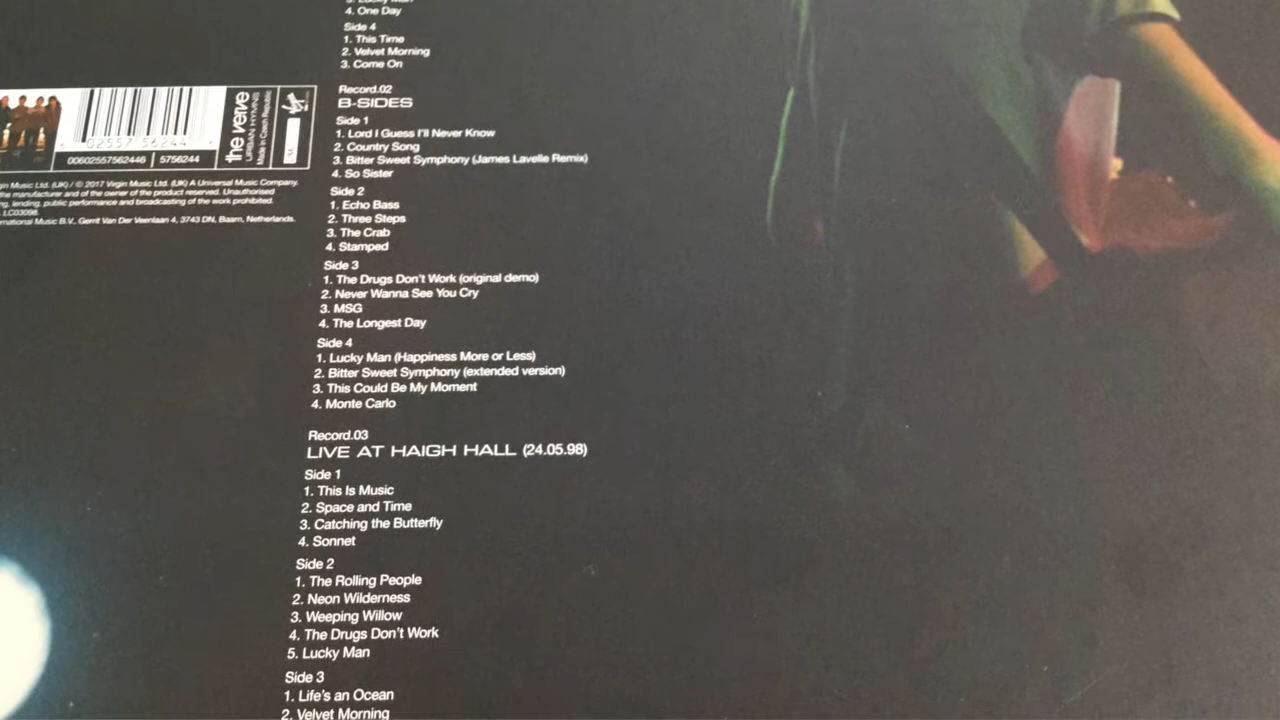 4. One Day
Side 4
1. This Time
2. Velvet Morning
3. Come On
Record.02
B-SIDES
Side 1
1. Lord I Guess I'll Never Know
2. Country Song
3. Bitter Sweet Symphony (James Lavelle Remix)
4. So Sister
Side 2
1. Echo Bass
2. Three Steps
3. The Crab
4. Stamped
Side 3
1. The Drugs Don't Work (original demo)
2. Never Wanna See You Cry
3. MSG
4. The Longest Day
Side 4
1. Lucky Man (Happiness More or Less)
2. Bitter Sweet Symphony (extended version)
3. This Could Be My Moment
4. Monte Carlo
Record.03
LIVE AT HAIGH HALL (24.05.98)
Side 1
1. This Is Music
2. Space and Time
3. Catching the Butterfly
4. Sonnet
Side 2
1. The Rolling People
2. Neon Wilderness
3. Weeping Willow
4. The Drugs Don't Work
5. Lucky Man
Side 3
1. Life's an Ocean
2. Velvet Morning
02557 56244
00602557562446 | 5756244
the verve
URBAN HYMNS
Made in Czech Republic
Virgin
Music Ltd. (UK) / © 2017 Virgin Music Ltd. (UK) A Universal Music Company.
the manufacturer and of the owner of the product reserved. Unauthorised
lending, public performance and broadcasting of the work prohibited.
LC03098.
Music B.V., Gerrit Van Der Veenlaan 4, 3743 DN, Baarn, Netherlands.